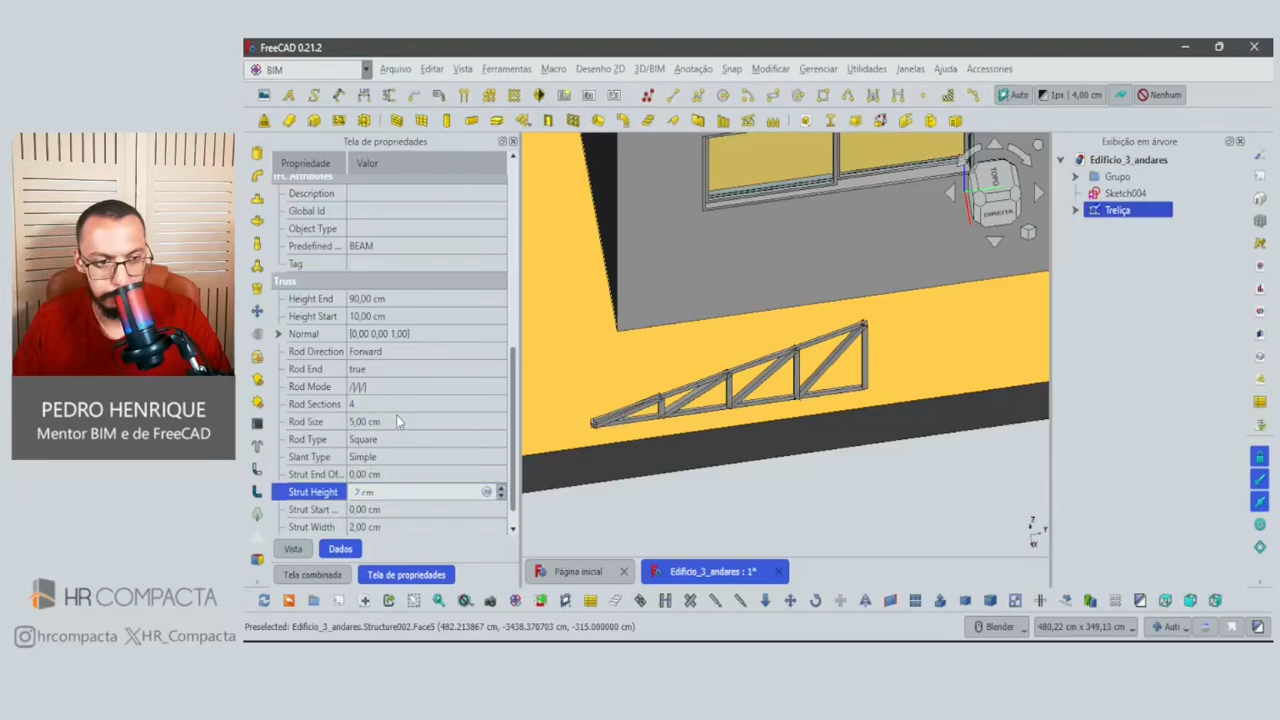 FreeCAD 0.21.2
BIM
Arquivo Editar Vista Ferramentas Macro Desenho 2D 3D/BIM Anotação Snap Modificar Gerenciar Utilidades Janelas Ajuda Accessories
Auto 1px | 4,00 cm Nenhum
Tela de propriedades
Propriedade Valor
IFC Attributes
Description
Global Id
Object Type
Predefined ... BEAM
Tag
Truss
Height End 90,00 cm
Height Start 10,00 cm
Normal [0,00 0,00 1,00]
Rod Direction Forward
Rod End true
Rod Mode /|/|/|
Rod Sections 4
Rod Size 5,00 cm
Rod Type Square
Slant Type Simple
Strut End Of... 0,00 cm
Strut Height 2 cm
Strut Start ... 0,00 cm
Strut Width 2,00 cm
Vista Dados
Tela combinada Tela de propriedades
TOPO
DIREITA
Z
Y
X
Página inicial
Edificio_3_andares : 1*
Exibição em árvore
Edificio_3_andares
Grupo
Sketch004
Treliça
PEDRO HENRIQUE
Mentor BIM e de FreeCAD
HR COMPACTA
hrcompacta HR_Compacta
Preselected: Edificio_3_andares.Structure002.Face5 (482.213867 cm, -3438.370703 cm, -315.000000 cm)
Blender 480,22 cm x 349,13 cm Auti